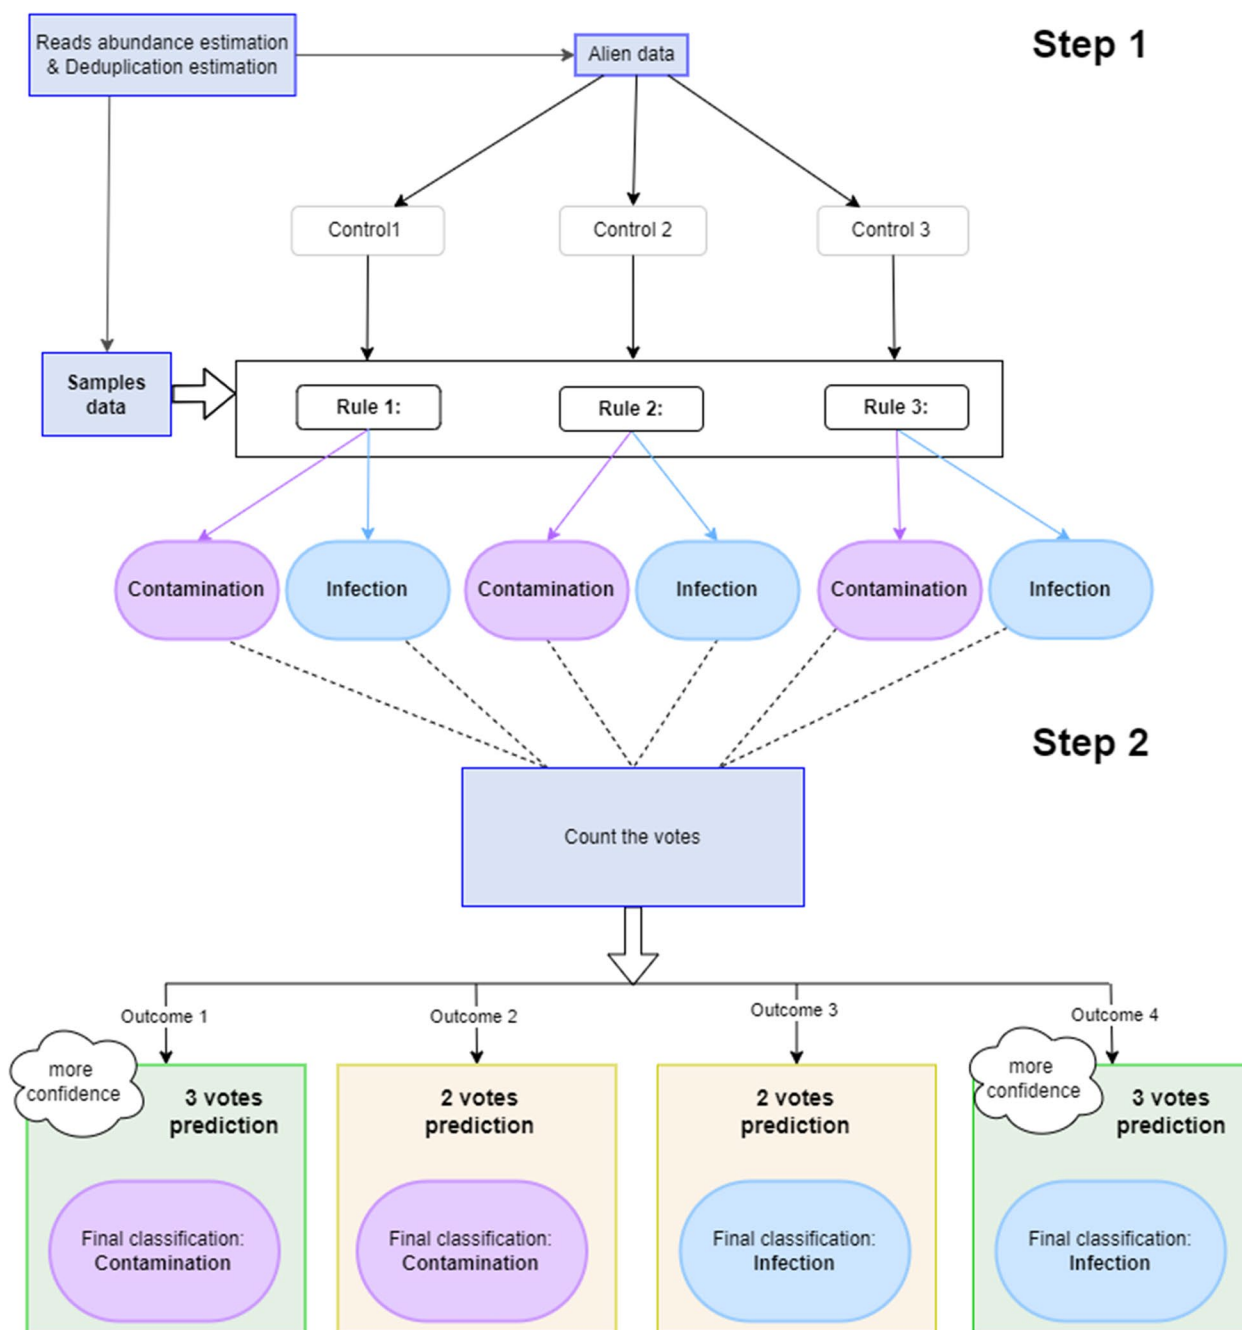 Step 1
Reads abundance estimation
& Deduplication estimation
Alien data
Control1
Control 2
Control 3
Samples
data
Rule 1:
Rule 2:
Rule 3:
Contamination
Infection
Contamination
Infection
Contamination
Infection
Step 2
Count the votes
Outcome 1
Outcome 2
Outcome 3
Outcome 4
more
confidence
3 votes
prediction
2 votes
prediction
2 votes
prediction
more
confidence
3 votes
prediction
Final classification:
Contamination
Final classification:
Contamination
Final classification:
Infection
Final classification:
Infection